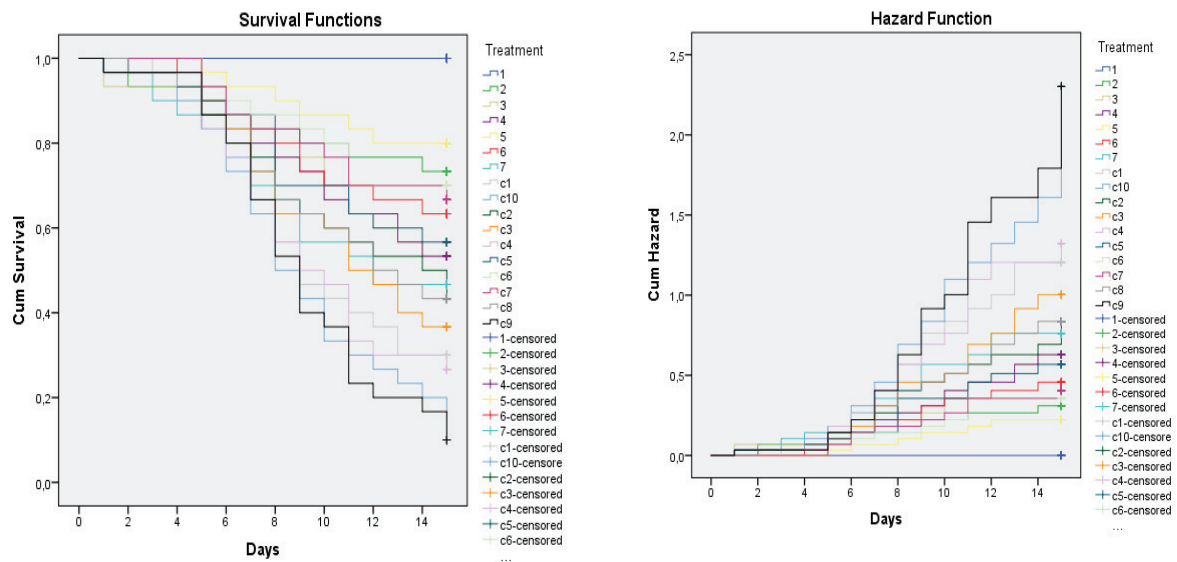 Survival Functions
Cum Survival
1,0
0,8
0,6
0,4
0,2
0,0
0 2 4 6 8 10 12 14
Days
Treatment
1
2
3
4
5
6
7
c1
c10
c2
c3
c4
c5
c6
c7
c8
c9
1-censored
2-censored
3-censored
4-censored
5-censored
6-censored
7-censored
c1-censored
c10-censore
c2-censored
c3-censored
c4-censored
c5-censored
c6-censored
...
Hazard Function
Cum Hazard
2,5
2,0
1,5
1,0
0,5
0,0
0 2 4 6 8 10 12 14
Days
Treatment
1
2
3
4
5
6
7
c1
c10
c2
c3
c4
c5
c6
c7
c8
c9
1-censored
2-censored
3-censored
4-censored
5-censored
6-censored
7-censored
c1-censored
c10-censore
c2-censored
c3-censored
c4-censored
c5-censored
c6-censored
...